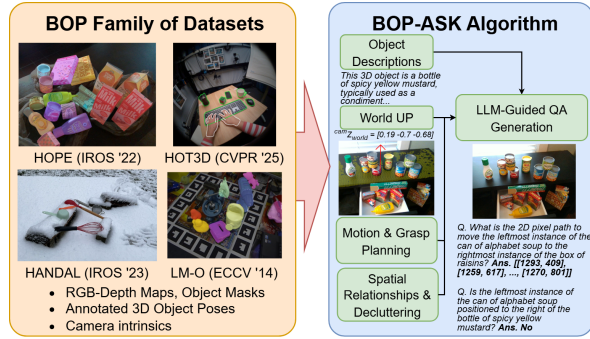 BOP Family of Datasets
HOPE (IROS '22)
HOT3D (CVPR '25)
HANDAL (IROS '23)
LM-O (ECCV '14)
• RGB-Depth Maps, Object Masks
• Annotated 3D Object Poses
• Camera intrinsics
BOP-ASK Algorithm
Object
Descriptions
This 3D object is a bottle
of spicy yellow mustard,
typically used as a
condiment...
World UP
camZworld = [0.19 -0.7 -0.68]
Motion & Grasp
Planning
Spatial
Relationships &
Decluttering
LLM-Guided QA
Generation
Q. What is the 2D pixel path to
move the leftmost instance of the
can of alphabet soup to the
rightmost instance of the box of
raisins? Ans. [[1293, 409],
[1259, 617], ..., [1270, 801]]
Q. Is the leftmost instance of
the can of alphabet soup
positioned to the right of the
bottle of spicy yellow
mustard? Ans. No